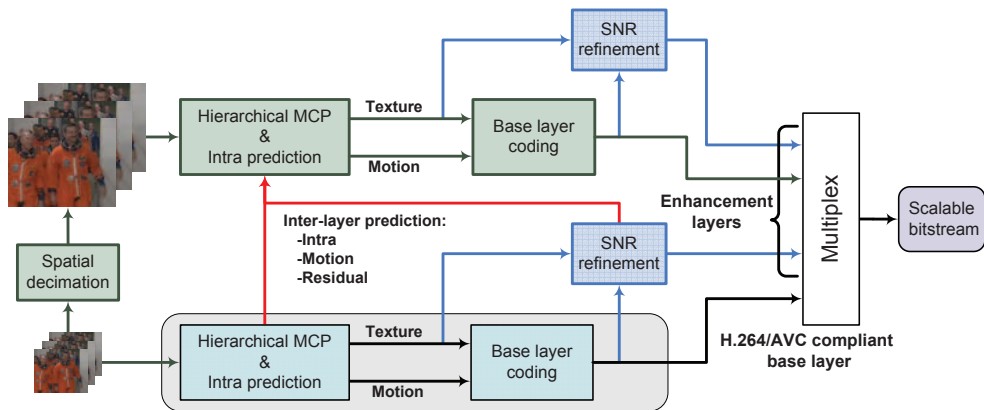 SNR
refinement
Texture
Hierarchical MCP
&
Intra prediction
Base layer
coding
Motion
Enhancement
layers
Multiplex
Scalable
bitstream
Inter-layer prediction:
-Intra
-Motion
-Residual
SNR
refinement
Spatial
decimation
Texture
Hierarchical MCP
&
Intra prediction
Base layer
coding
Motion
H.264/AVC compliant
base layer